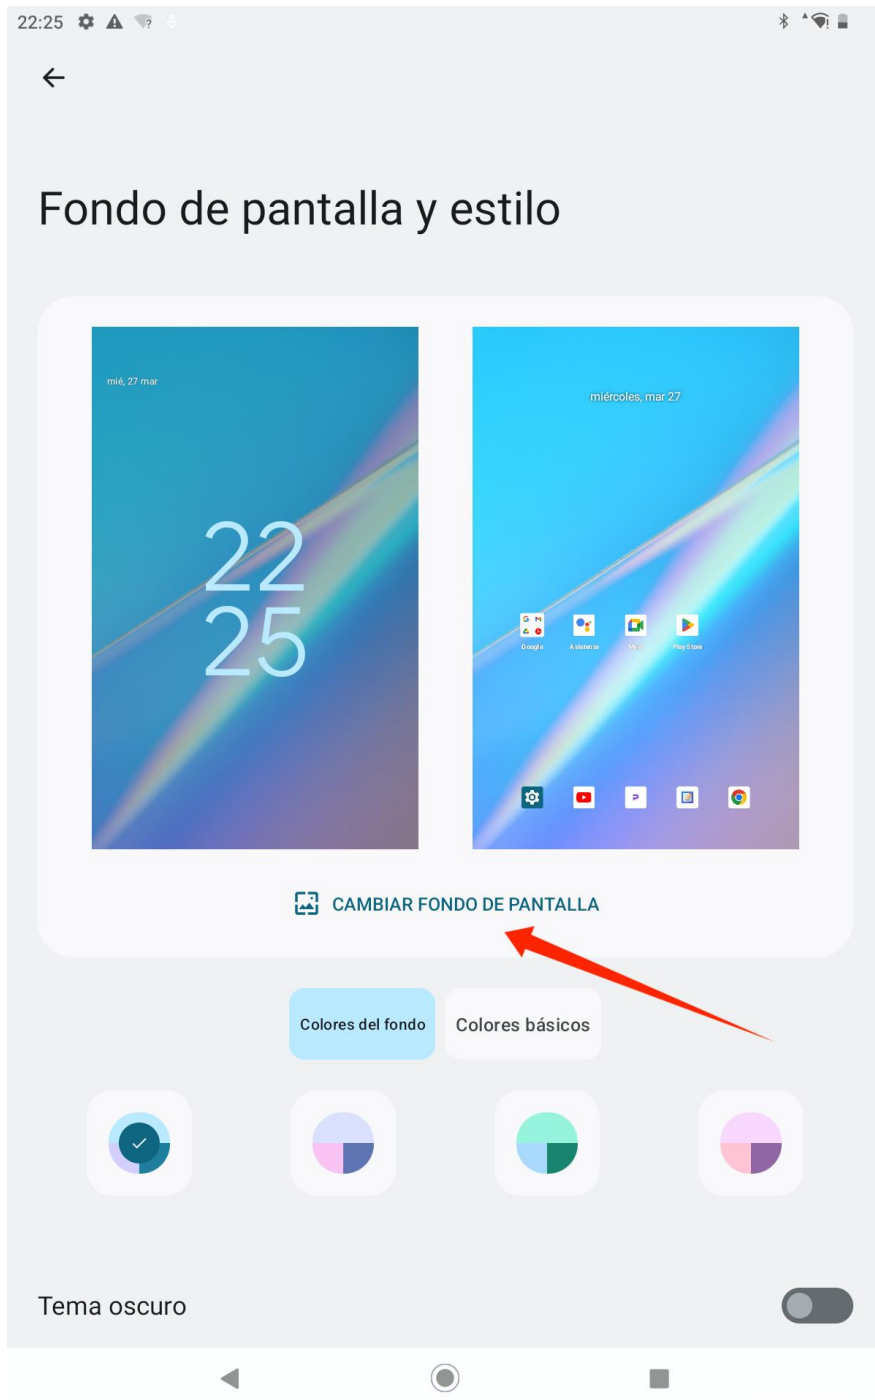 22:25
Fondo de pantalla y estilo
mié, 27 mar
22
25
miércoles, mar 27
Google
Asistente
Meet
Play Store
CAMBIAR FONDO DE PANTALLA
Colores del fondo
Colores básicos
Tema oscuro